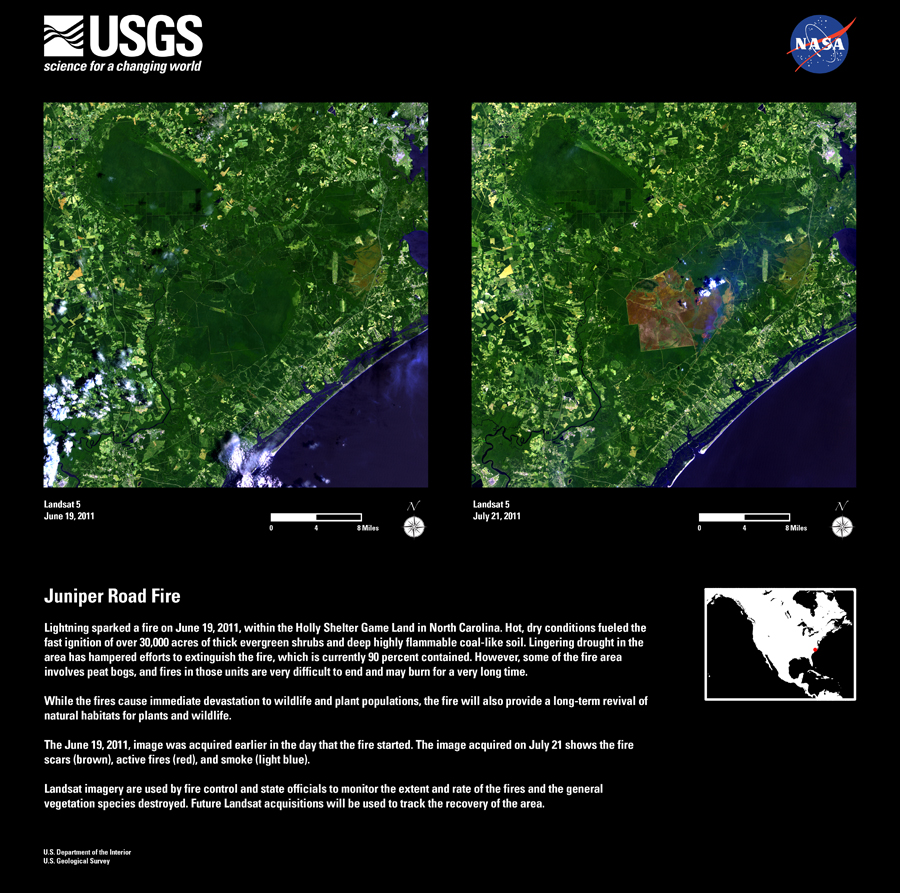 USGS
science for a changing world
NASA
Landsat 5
June 19, 2011
0 4 8 Miles
N
Landsat 5
July 21, 2011
0 4 8 Miles
N
Juniper Road Fire
Lightning sparked a fire on June 19, 2011, within the Holly Shelter Game Land in North Carolina. Hot, dry conditions fueled the
fast ignition of over 30,000 acres of thick evergreen shrubs and deep highly flammable coal-like soil. Lingering drought in the
area has hampered efforts to extinguish the fire, which is currently 90 percent contained. However, some of the fire area
involves peat bogs, and fires in those units are very difficult to end and may burn for a very long time.
While the fires cause immediate devastation to wildlife and plant populations, the fire will also provide a long-term revival of
natural habitats for plants and wildlife.
The June 19, 2011, image was acquired earlier in the day that the fire started. The image acquired on July 21 shows the fire
scars (brown), active fires (red), and smoke (light blue).
Landsat imagery are used by fire control and state officials to monitor the extent and rate of the fires and the general
vegetation species destroyed. Future Landsat acquisitions will be used to track the recovery of the area.
U.S. Department of the Interior
U.S. Geological Survey